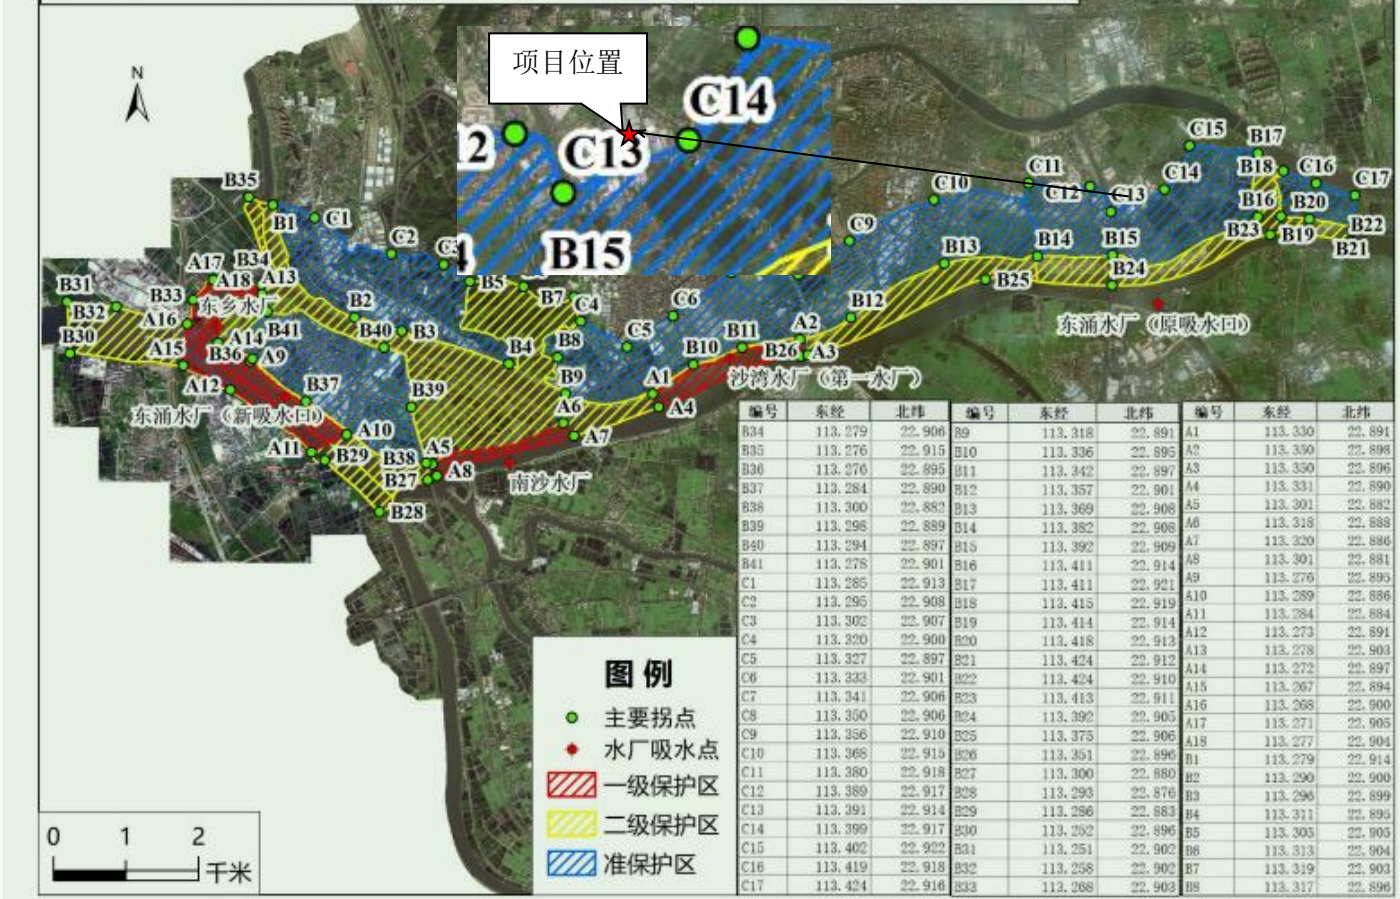 N
项目位置
C14
12
C13
B15
4
C15
B17
B18
C16
C17
C11
C10
C12
C13
C14
B16
B20
B22
B23
B19
B21
C9
B13
B14
B15
B24
B25
B35
B1
C1
C2
C3
A17
B34
A13
A18
B31
B33
东乡水厂
B32
A16
B2
B5
B7
C4
C6
B12
东涌水厂（原吸水口）
B30
A14
B41
B40
B3
A15
B36
A9
B4
B8
C5
B11
A2
B10
B26
A3
A12
B37
B39
B9
A1
沙湾水厂（第一水厂）
东涌水厂（新吸水口）
A6
A4
A10
A7
A11
B29
B38
A5
B27
A8
南沙水厂
B28
编号 东经 北纬
B34 113.279 22.906
B35 113.276 22.915
B36 113.276 22.895
B37 113.284 22.890
B38 113.300 22.882
B39 113.298 22.889
B40 113.294 22.897
B41 113.278 22.901
C1 113.285 22.913
C2 113.295 22.908
C3 113.302 22.907
C4 113.320 22.900
C5 113.327 22.897
C6 113.333 22.901
C7 113.341 22.906
C8 113.350 22.906
C9 113.356 22.910
C10 113.368 22.915
C11 113.380 22.918
C12 113.389 22.917
C13 113.391 22.914
C14 113.399 22.917
C15 113.402 22.922
C16 113.419 22.918
C17 113.424 22.916
编号 东经 北纬
B9 113.318 22.891
B10 113.336 22.895
B11 113.342 22.897
B12 113.357 22.901
B13 113.369 22.908
B14 113.382 22.908
B15 113.392 22.909
B16 113.411 22.914
B17 113.411 22.921
B18 113.415 22.919
B19 113.414 22.914
B20 113.418 22.913
B21 113.424 22.912
B22 113.424 22.910
B23 113.413 22.911
B24 113.392 22.905
B25 113.375 22.906
B26 113.351 22.896
B27 113.300 22.880
B28 113.293 22.876
B29 113.286 22.883
B30 113.252 22.896
B31 113.251 22.902
B32 113.258 22.902
B33 113.268 22.903
编号 东经 北纬
A1 113.330 22.891
A2 113.350 22.898
A3 113.350 22.896
A4 113.331 22.890
A5 113.301 22.882
A6 113.318 22.888
A7 113.320 22.886
A8 113.301 22.881
A9 113.276 22.895
A10 113.289 22.886
A11 113.284 22.884
A12 113.273 22.891
A13 113.278 22.903
A14 113.272 22.897
A15 113.267 22.894
A16 113.268 22.900
A17 113.271 22.905
A18 113.277 22.904
B1 113.279 22.914
B2 113.290 22.900
B3 113.296 22.899
B4 113.311 22.895
B5 113.305 22.905
B6 113.313 22.904
B7 113.319 22.903
B8 113.317 22.896
图例
主要拐点
水厂吸水点
一级保护区
二级保护区
准保护区
0 1 2
千米